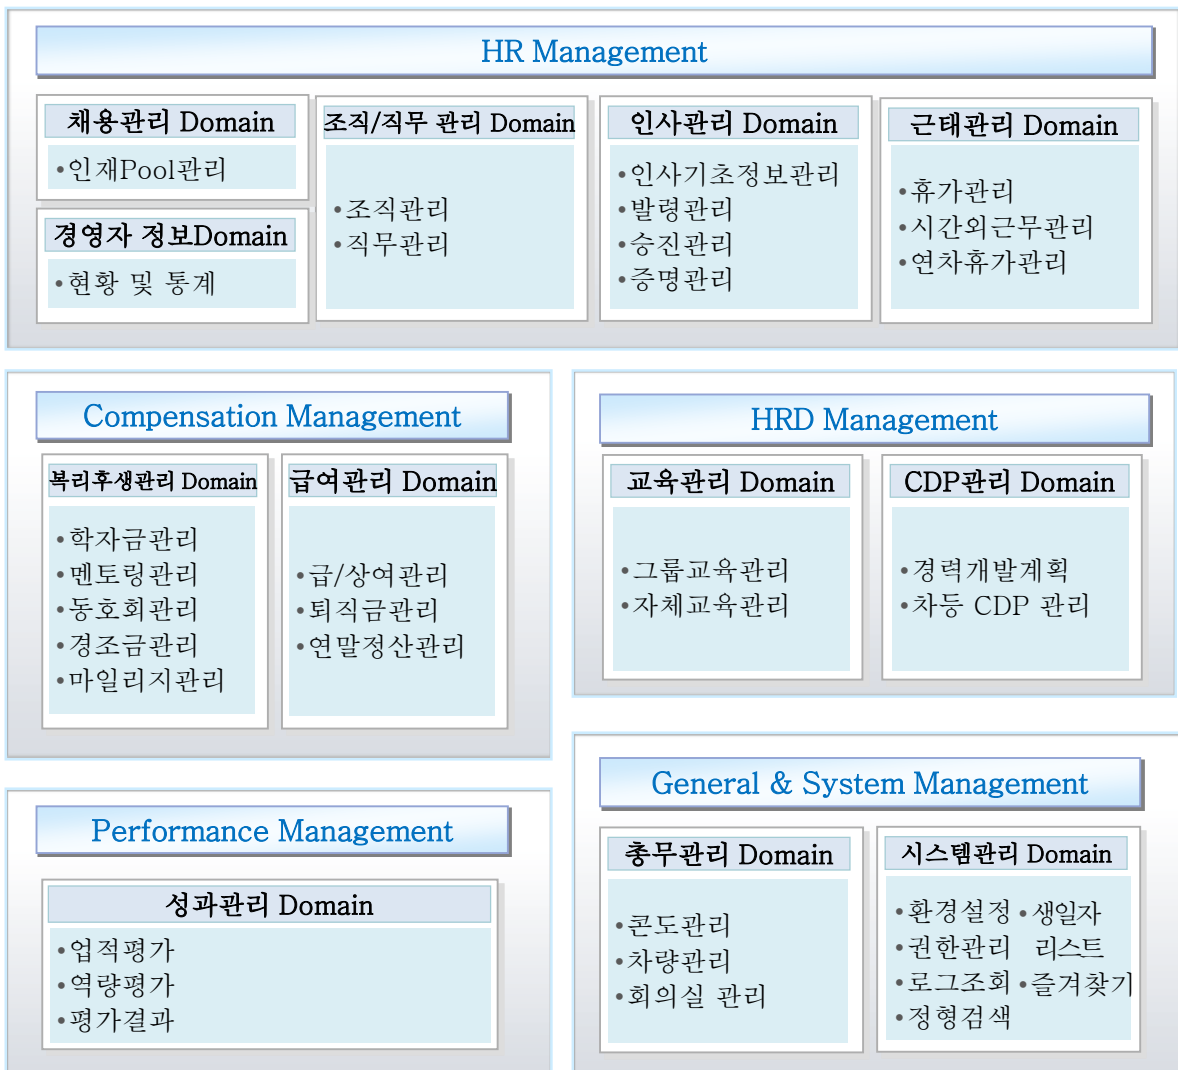 HR Management
채용관리 Domain
•인재Pool관리
경영자 정보Domain
•현황 및 통계
조직/직무 관리 Domain
•조직관리
•직무관리
인사관리 Domain
•인사기초정보관리
•발령관리
•승진관리
•증명관리
근태관리 Domain
•휴가관리
•시간외근무관리
•연차휴가관리
Compensation Management
복리후생관리 Domain
•학자금관리
•멘토링관리
•동호회관리
•경조금관리
•마일리지관리
급여관리 Domain
•급/상여관리
•퇴직금관리
•연말정산관리
HRD Management
교육관리 Domain
•그룹교육관리
•자체교육관리
CDP관리 Domain
•경력개발계획
•차등 CDP 관리
Performance Management
성과관리 Domain
•업적평가
•역량평가
•평가결과
General & System Management
총무관리 Domain
•콘도관리
•차량관리
•회의실 관리
시스템관리 Domain
•환경설정
•권한관리
•로그조회
•정형검색
•생일자
리스트
•즐겨찾기